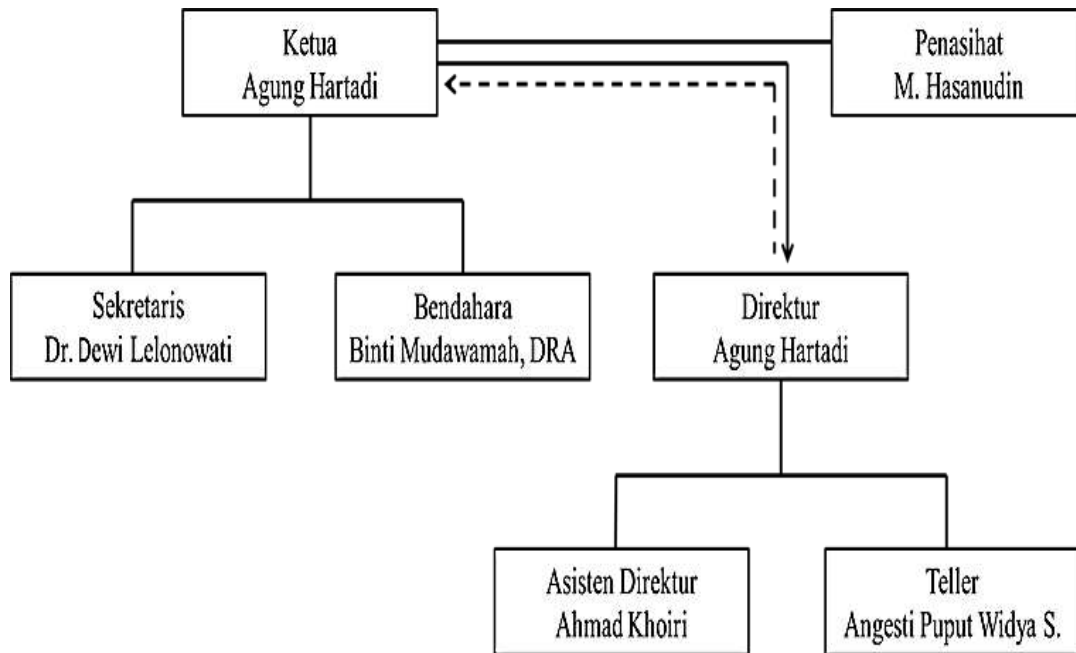 Ketua
Agung Hartadi
Penasihat
M. Hasanudin
Sekretaris
Dr. Dewi Lelonowati
Bendahara
Binti Mudawamah, DRA
Direktur
Agung Hartadi
Asisten Direktur
Ahmad Khoiri
Teller
Angesti Puput Widya S.